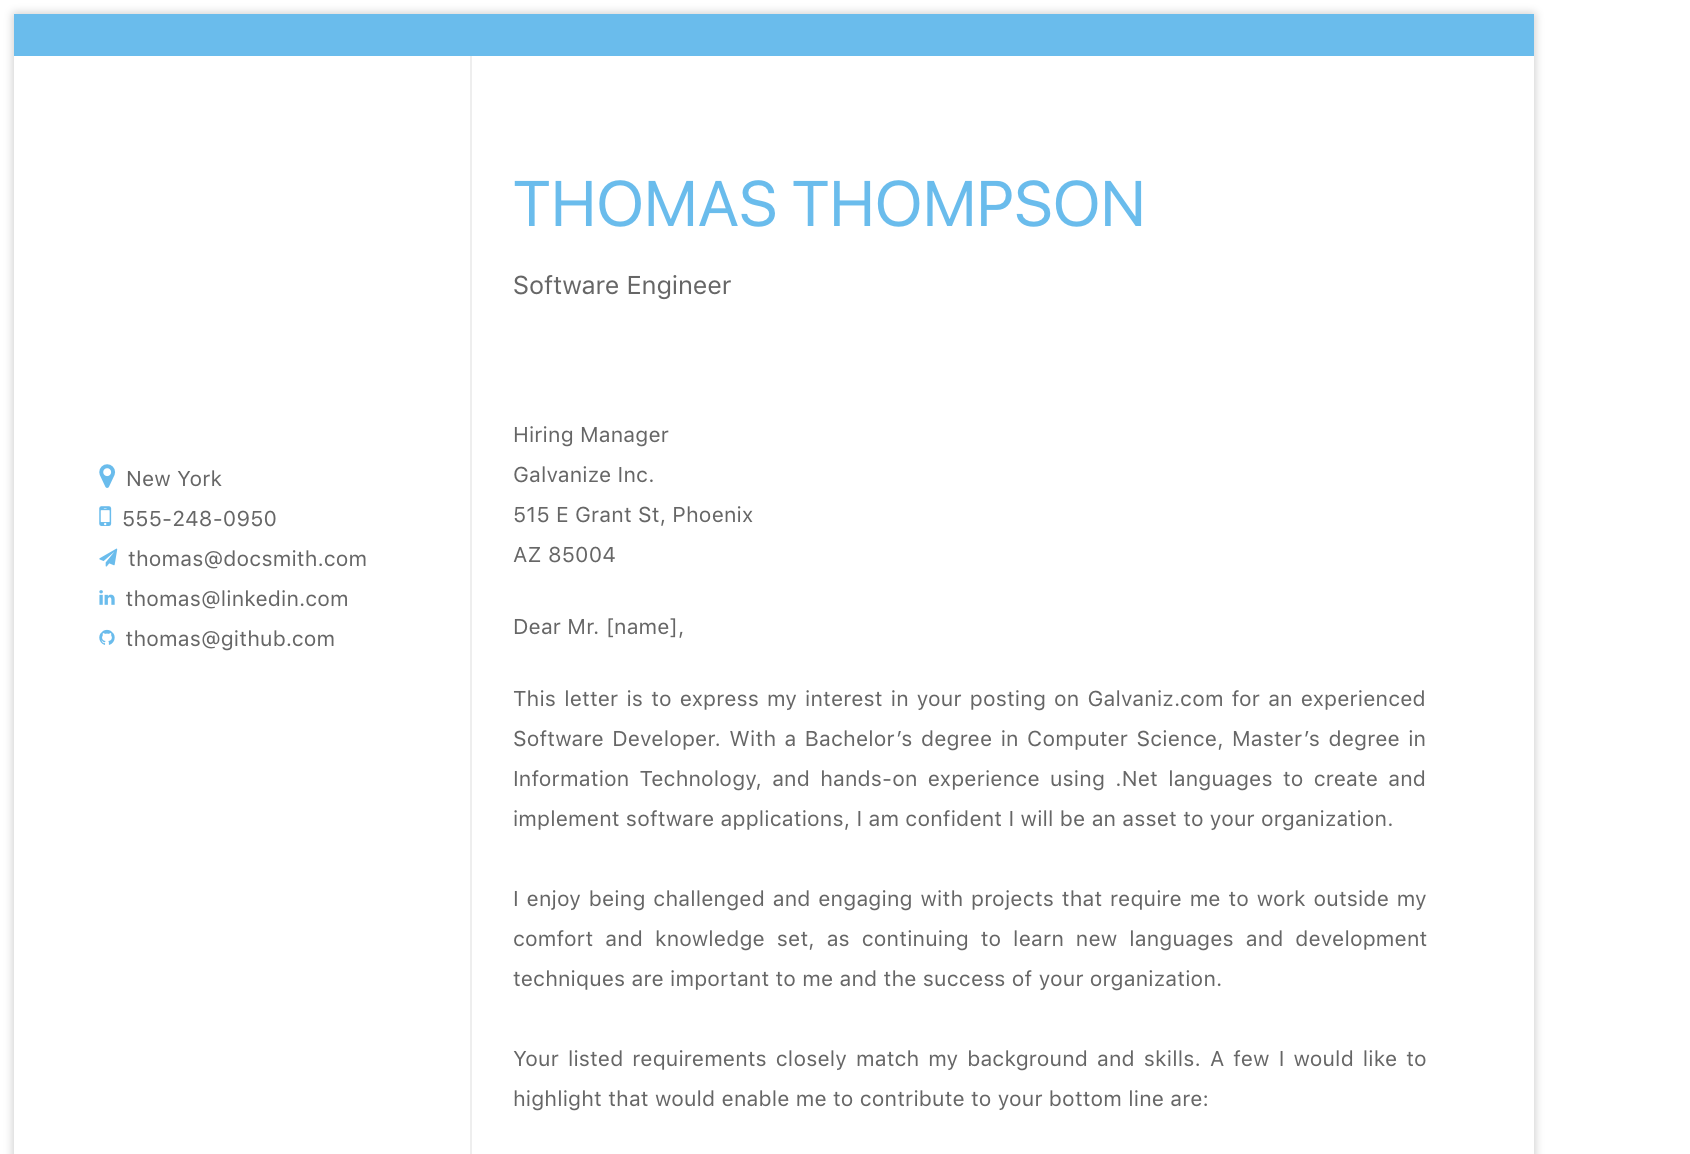 THOMAS THOMPSON
Software Engineer
New York
555-248-0950
thomas@docsmith.com
thomas@linkedin.com
thomas@github.com
Hiring Manager
Galvanize Inc.
515 E Grant St, Phoenix
AZ 85004
Dear Mr. [name],
This letter is to express my interest in your posting on Galvaniz.com for an experienced
Software Developer. With a Bachelor’s degree in Computer Science, Master’s degree in
Information Technology, and hands-on experience using .Net languages to create and
implement software applications, I am confident I will be an asset to your organization.
I enjoy being challenged and engaging with projects that require me to work outside my
comfort and knowledge set, as continuing to learn new languages and development
techniques are important to me and the success of your organization.
Your listed requirements closely match my background and skills. A few I would like to
highlight that would enable me to contribute to your bottom line are: